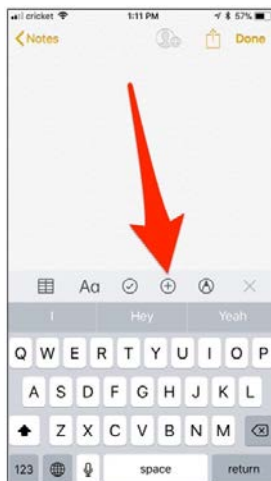 cricket 1:11 PM 57%
Notes Done
Aa
I Hey Yeah
Q W E R T Y U I O P
A S D F G H J K L
Z X C V B N M
123 space return